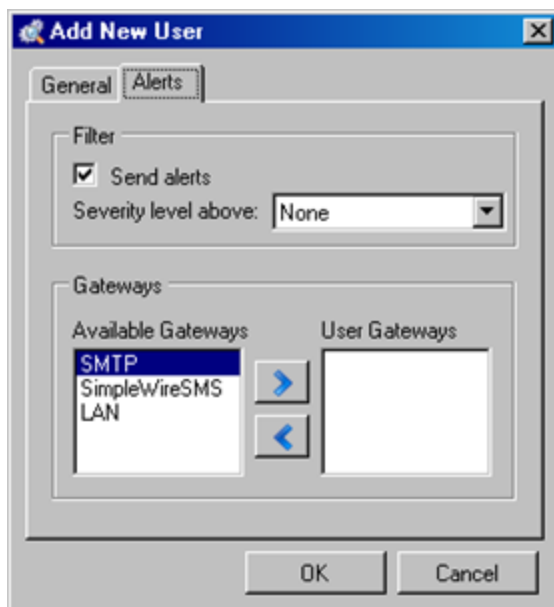 Add New User
General Alerts
Filter
Send alerts
Severity level above: None
Gateways
Available Gateways User Gateways
SMTP
SimpleWireSMS
LAN
OK Cancel